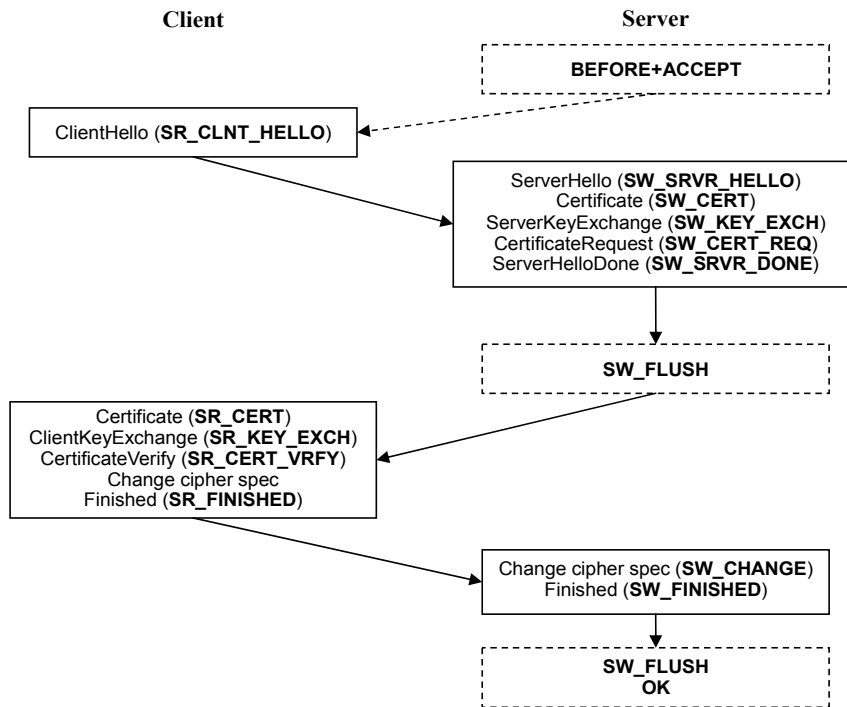 Client
Server
BEFORE+ACCEPT
ClientHello (SR_CLNT_HELLO)
ServerHello (SW_SRVR_HELLO)
Certificate (SW_CERT)
ServerKeyExchange (SW_KEY_EXCH)
CertificateRequest (SW_CERT_REQ)
ServerHelloDone (SW_SRVR_DONE)
SW_FLUSH
Certificate (SR_CERT)
ClientKeyExchange (SR_KEY_EXCH)
CertificateVerify (SR_CERT_VRFY)
Change cipher spec
Finished (SR_FINISHED)
Change cipher spec (SW_CHANGE)
Finished (SW_FINISHED)
SW_FLUSH
OK